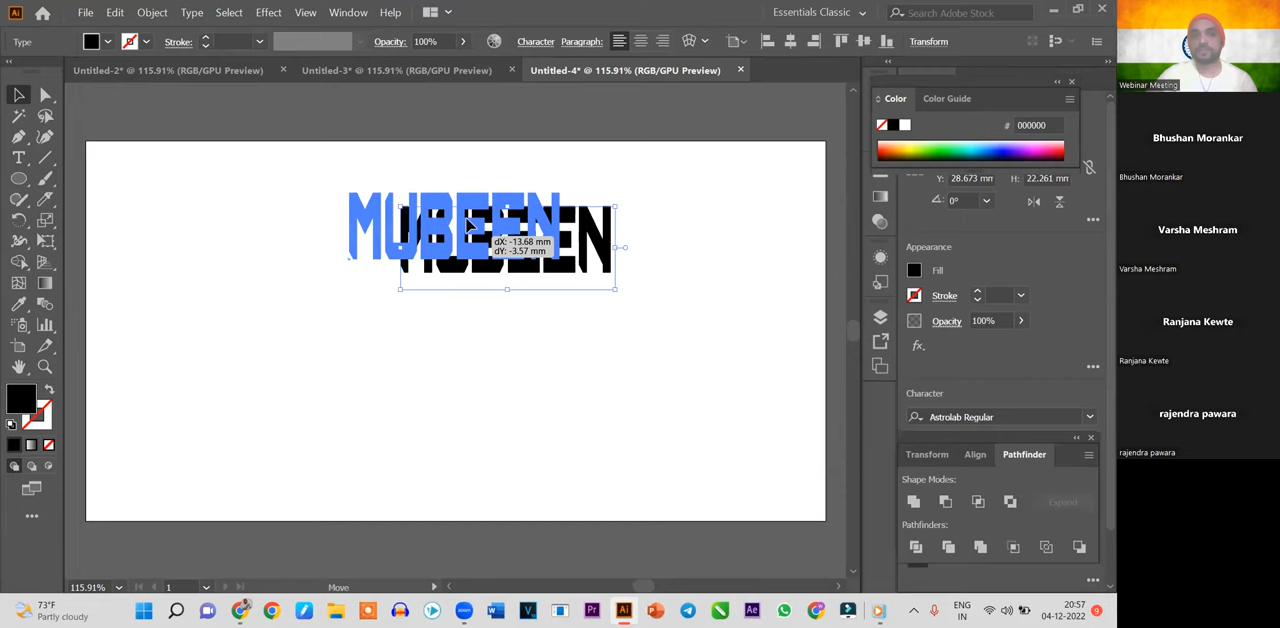 Ai File Edit Object Type Select Effect View Window Help Essentials Classic Search Adobe Stock
Type Stroke: Opacity: 100% Character Paragraph: Transform
Untitled-2* @ 115.91% (RGB/GPU Preview) Untitled-3* @ 115.91% (RGB/GPU Preview) Untitled-4* @ 115.91% (RGB/GPU Preview)
Webinar Meeting
Color Color Guide
# 000000
Bhushan Morankar
Bhushan Morankar
Y: 28.673 mm H: 22.261 mm
0°
MUBEEN
MUBEEN
dX: -13.68 mm
dY: -3.57 mm
Varsha Meshram
Varsha Meshram
Appearance
Fill
Stroke
Opacity 100%
fx.
Ranjana Kewte
Ranjana Kewte
Character
Astrolab Regular
rajendra pawara
rajendra pawara
Transform Align Pathfinder
Shape Modes:
Expand
Pathfinders:
115.91% 1 Move
73°F
Partly cloudy
W Pr Ai P Ae
ENG
IN
20:57
04-12-2022
9